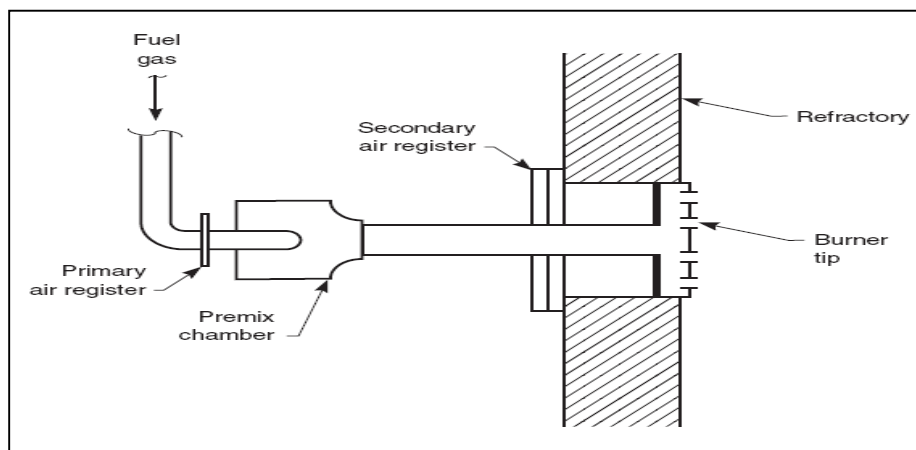 Fuel
gas
Refractory
Secondary
air register
Burner
tip
Primary
air register
Premix
chamber